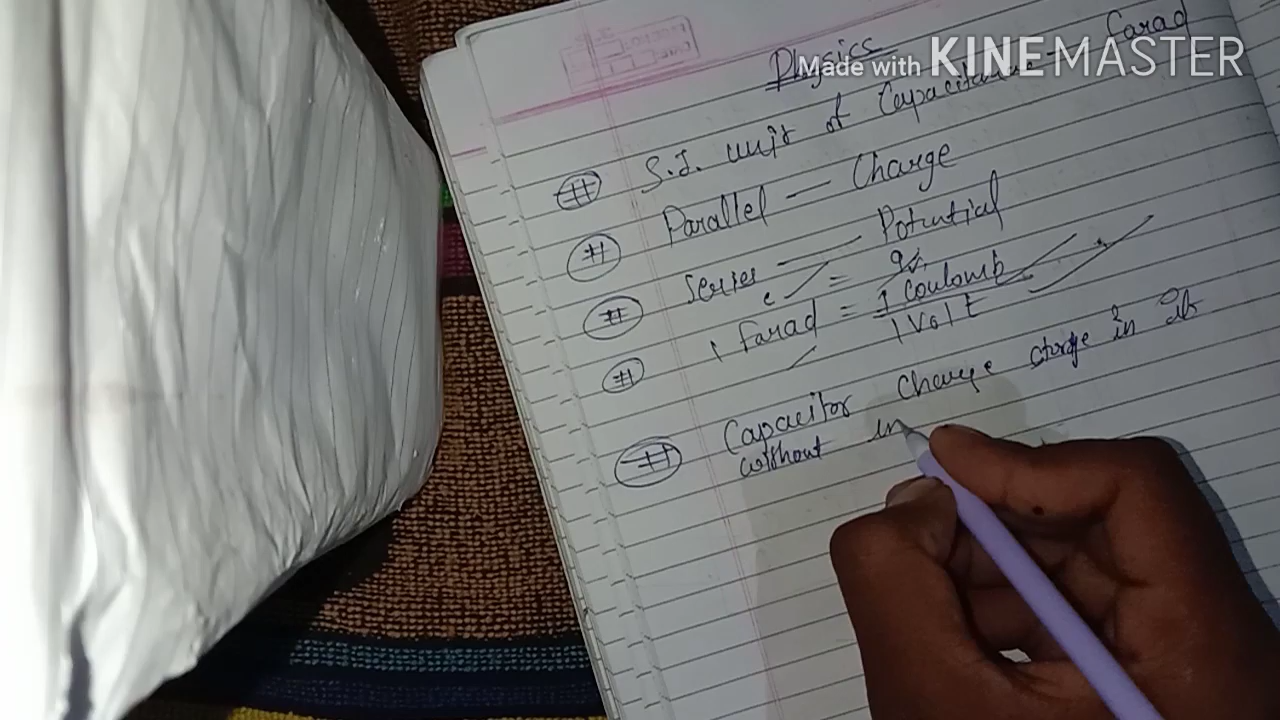 Physics
Made with KINEMASTER
# S.I. unit of Capacitance - Farad
# Parallel — Charge
# Series — Potential
c = q/v
# 1 Farad = 1 Coulomb
1 Volt
# Capacitor Charge in
without in